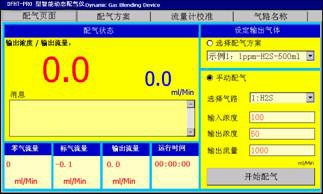 DFHT-PRO 型智能动态配气仪Dynamic Gas Blending Device
配气页面 配气方案 流量计校准 气路名称
配气状态
输出浓度 / 输出流量:
0.0
0.0
ml/Min
消息
零气流量 标气流量 输出流量 运行时间
0 -0.1 0.0 00:00:00
ml/Min ml/Min ml/Min
设定输出气体
选择配气方案
示例1: 1ppm-H2S-500ml
手动配气
选择气路 1:H2S
输入浓度 100
输出浓度 50
输出流量 1000
ml/Min
开始配气